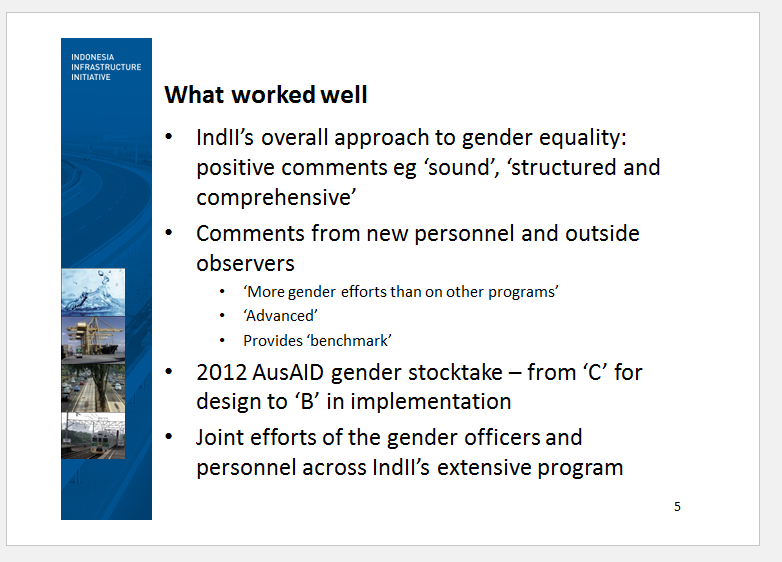 INDONESIA
INFRASTRUCTURE
INITIATIVE
What worked well
• IndII’s overall approach to gender equality:
positive comments eg ‘sound’, ‘structured and
comprehensive’
• Comments from new personnel and outside
observers
• ‘More gender efforts than on other programs’
• ‘Advanced’
• Provides ‘benchmark’
• 2012 AusAID gender stocktake – from ‘C’ for
design to ‘B’ in implementation
• Joint efforts of the gender officers and
personnel across IndII’s extensive program
5